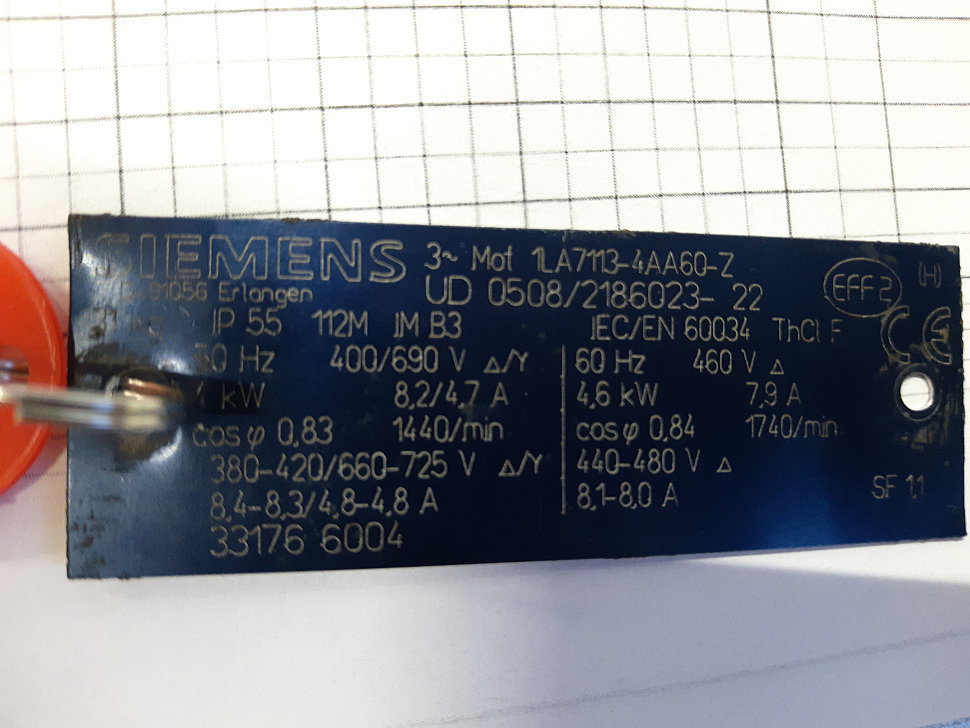 SIEMENS 3~ Mot 1LA7113-4AA60-Z
D-91056 Erlangen UD 0508/2186023- 22 EFF2 (H)
IP 55 112M IM B3 IEC/EN 60034 ThCl F CE
50 Hz 400/690 V △/Y 60 Hz 460 V △
kW 8,2/4,7 A 4,6 kW 7,9 A
cos φ 0,83 1440/min cos φ 0,84 1740/min
380-420/660-725 V △/Y 440-480 V △
8,4-8,3/4,8-4,8 A 8,1-8,0 A SF 1,1
33176 6004